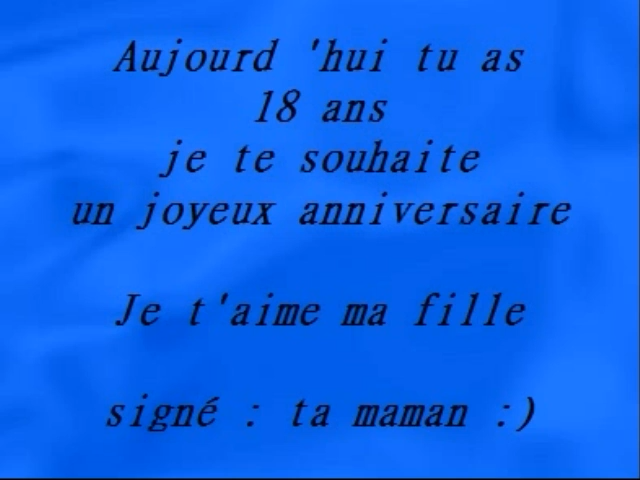 Aujourd 'hui tu as
18 ans
je te souhaite
un joyeux anniversaire
Je t'aime ma fille
signé : ta maman :)